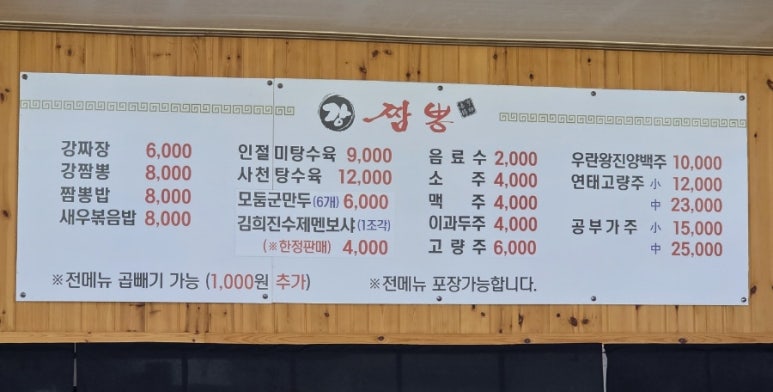 강 짬뽕
강짜장 6,000
강짬뽕 8,000
짬뽕밥 8,000
새우볶음밥 8,000
인절미탕수육 9,000
사천탕수육 12,000
모둠군만두(6개) 6,000
김희진수제멘보샤(1조각)
(※한정판매) 4,000
음료수 2,000
소주 4,000
맥주 4,000
이과두주 4,000
고량주 6,000
우란왕진양백주 10,000
연태고량주 小 12,000
中 23,000
공부가주 小 15,000
中 25,000
※전메뉴 곱빼기 가능 (1,000원 추가)
※전메뉴 포장가능합니다.